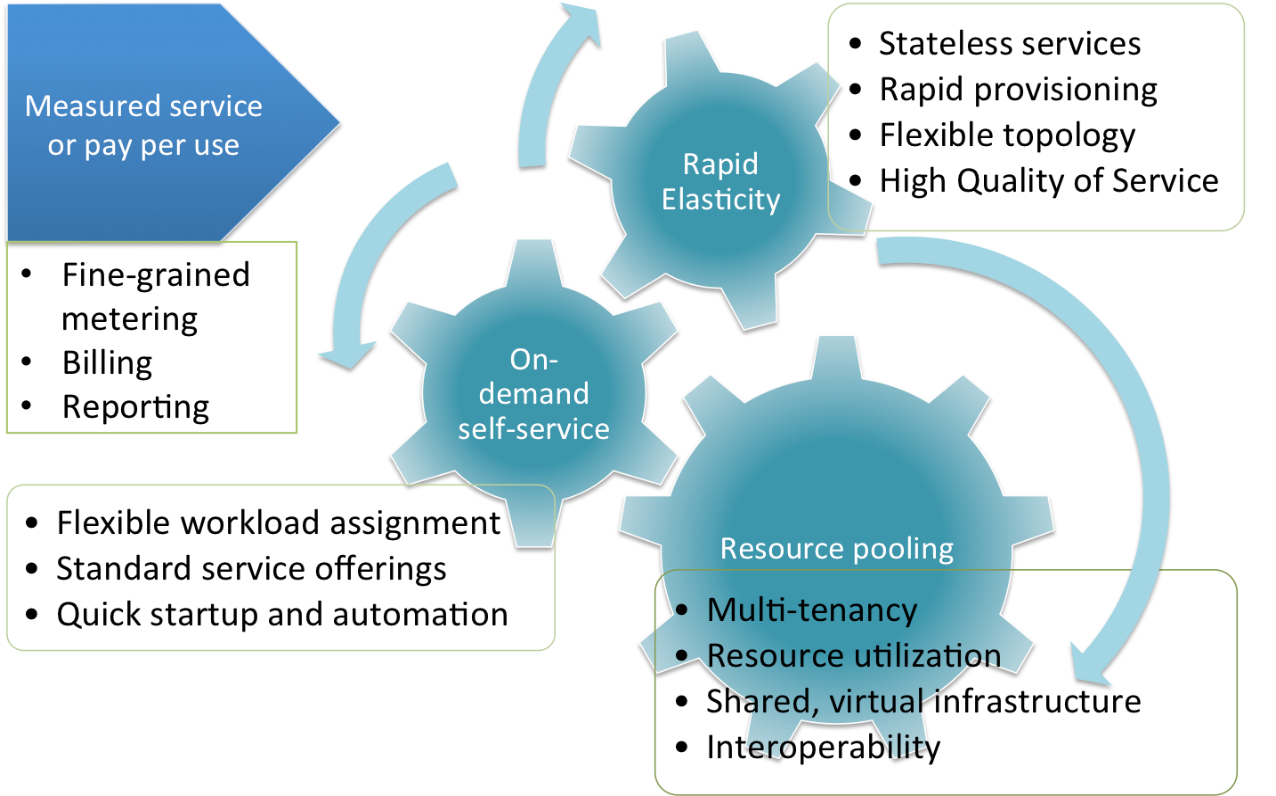 Measured service
or pay per use
• Fine-grained
metering
• Billing
• Reporting
Rapid
Elasticity
• Stateless services
• Rapid provisioning
• Flexible topology
• High Quality of Service
On-
demand
self-service
• Flexible workload assignment
• Standard service offerings
• Quick startup and automation
Resource pooling
• Multi-tenancy
• Resource utilization
• Shared, virtual infrastructure
• Interoperability